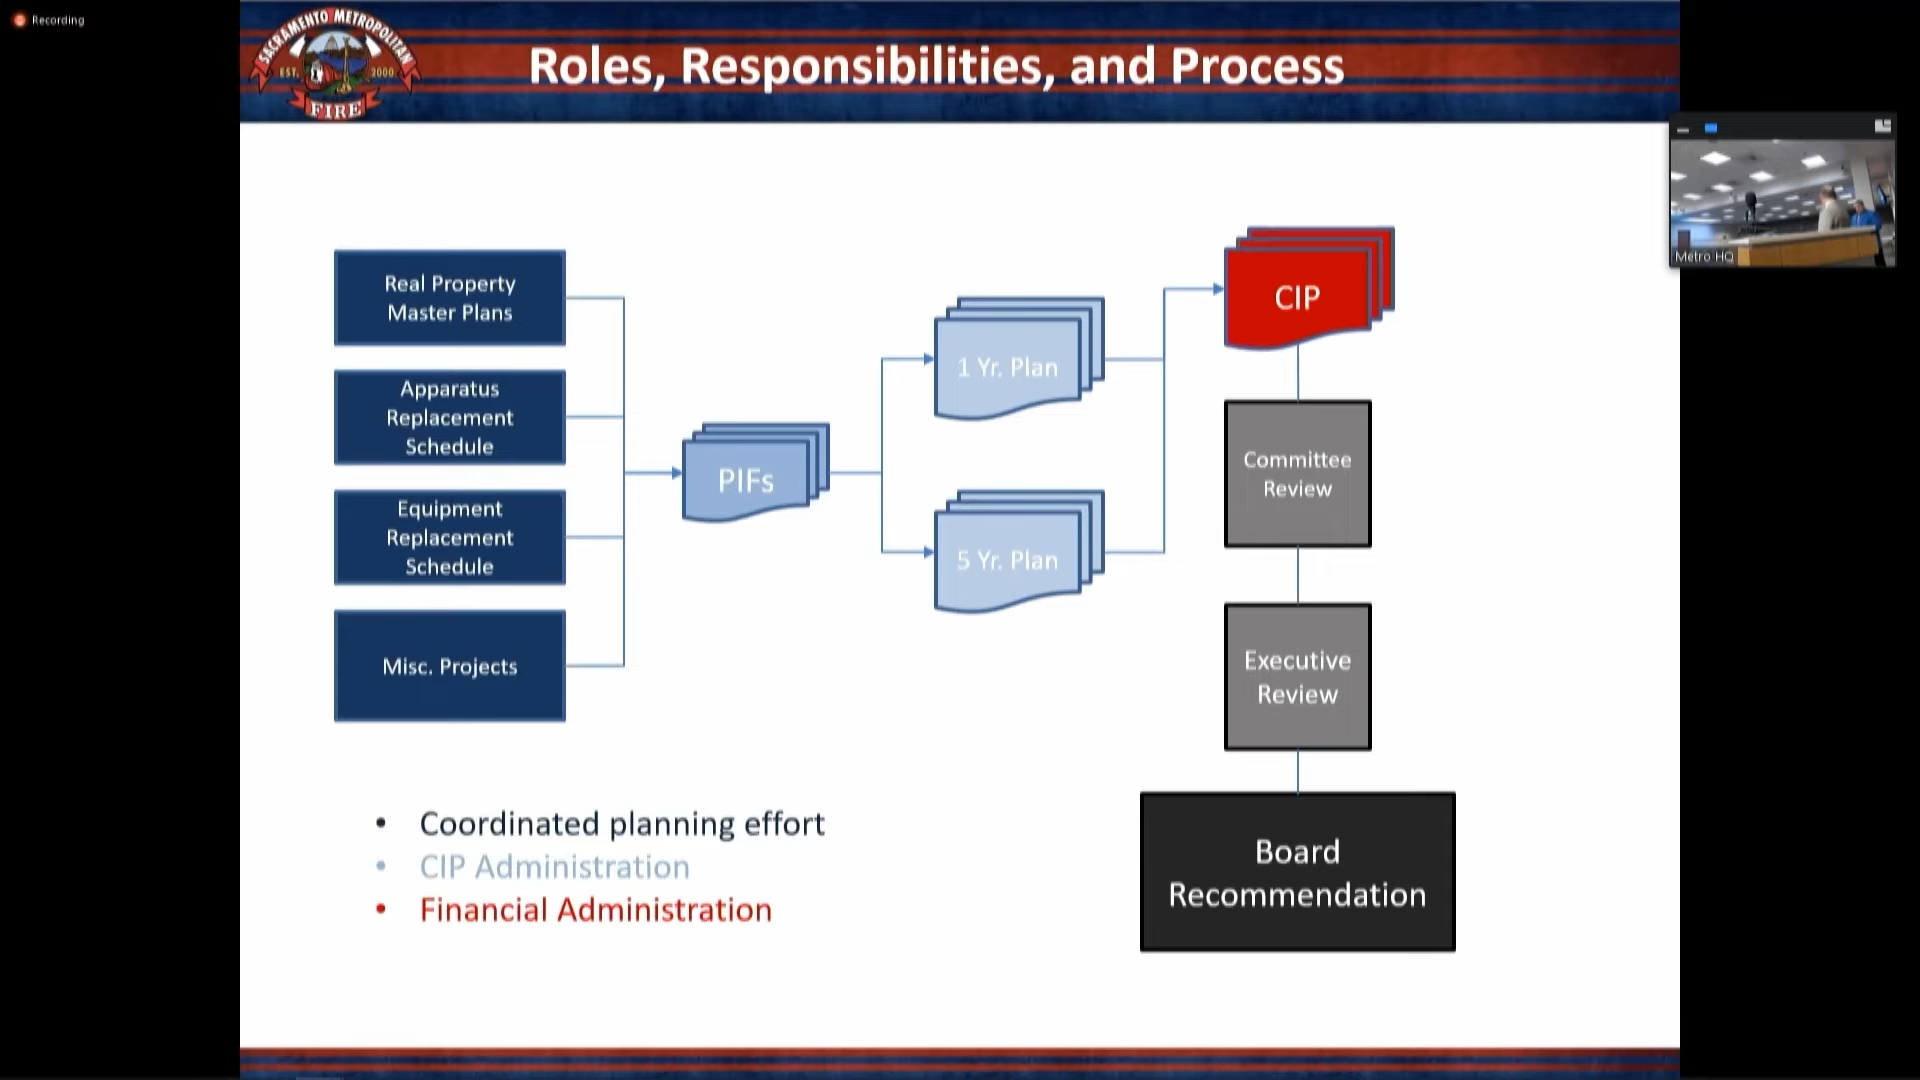 Recording
SACRAMENTO METROPOLITAN
EST. 2000
FIRE
Roles, Responsibilities, and Process
Real Property
Master Plans
Apparatus
Replacement
Schedule
Equipment
Replacement
Schedule
Misc. Projects
PIFs
1 Yr. Plan
5 Yr. Plan
CIP
Committee
Review
Executive
Review
Board
Recommendation
• Coordinated planning effort
• CIP Administration
• Financial Administration
Metro HQ